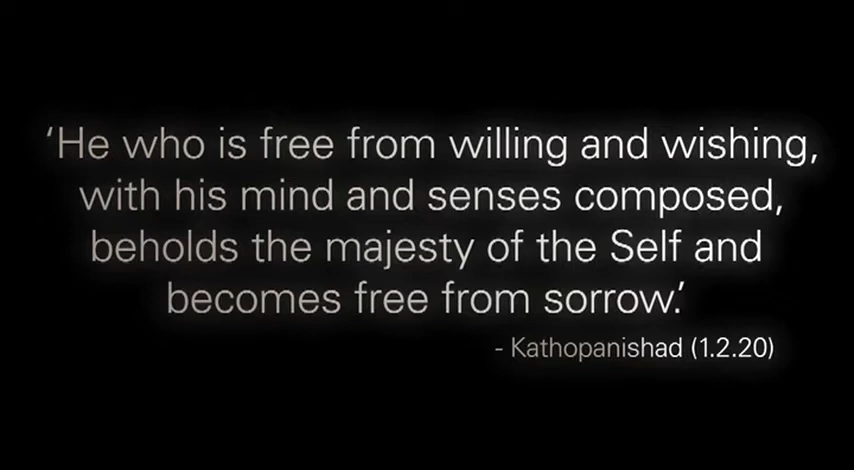 ‘He who is free from willing and wishing,
with his mind and senses composed,
beholds the majesty of the Self and
becomes free from sorrow.’
- Kathopanishad (1.2.20)